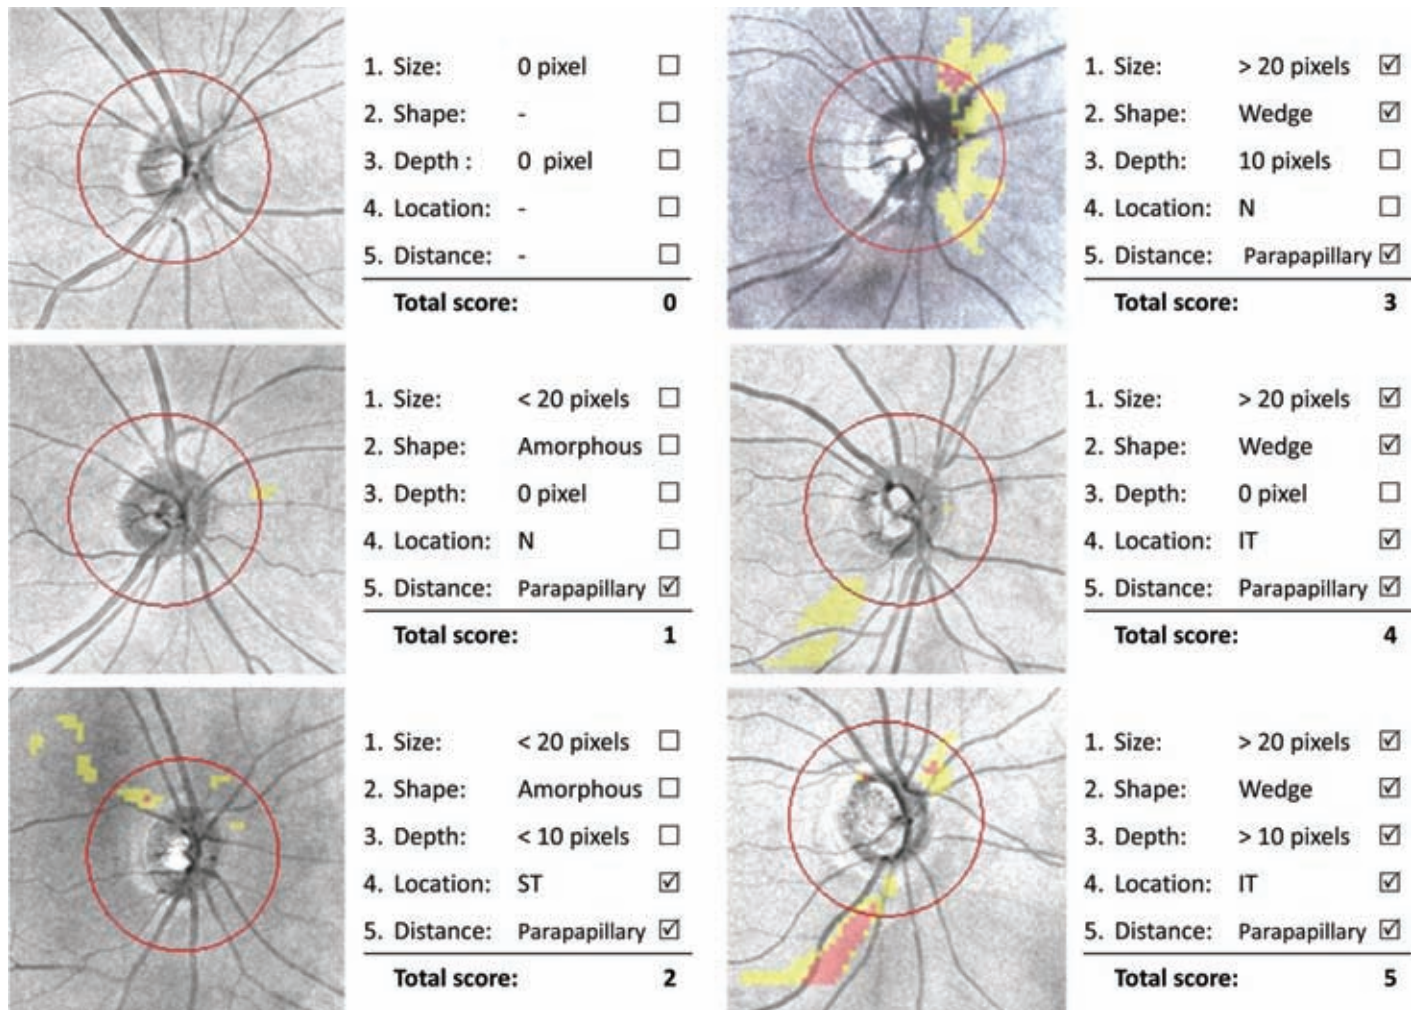 1. Size: 0 pixel ☐
2. Shape: - ☐
3. Depth : 0 pixel ☐
4. Location: - ☐
5. Distance: - ☐
Total score: 0
1. Size: > 20 pixels ☑
2. Shape: Wedge ☑
3. Depth: 10 pixels ☐
4. Location: N ☐
5. Distance: Parapapillary ☑
Total score: 3
1. Size: < 20 pixels ☐
2. Shape: Amorphous ☐
3. Depth: 0 pixel ☐
4. Location: N ☐
5. Distance: Parapapillary ☑
Total score: 1
1. Size: > 20 pixels ☑
2. Shape: Wedge ☑
3. Depth: 0 pixel ☐
4. Location: IT ☑
5. Distance: Parapapillary ☑
Total score: 4
1. Size: < 20 pixels ☐
2. Shape: Amorphous ☐
3. Depth: < 10 pixels ☐
4. Location: ST ☑
5. Distance: Parapapillary ☑
Total score: 2
1. Size: > 20 pixels ☑
2. Shape: Wedge ☑
3. Depth: > 10 pixels ☑
4. Location: IT ☑
5. Distance: Parapapillary ☑
Total score: 5